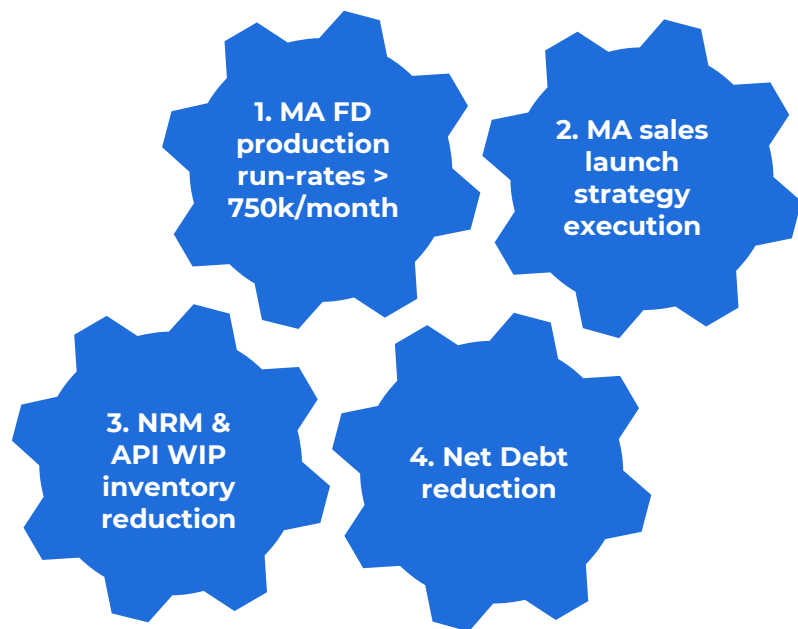 1. MA FD
production
run-rates >
750k/month
2. MA sales
launch
strategy
execution
3. NRM &
API WIP
inventory
reduction
4. Net Debt
reduction